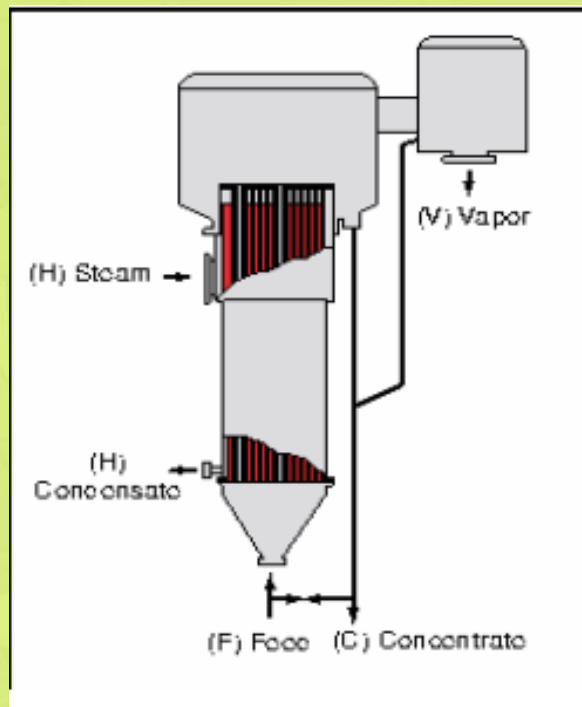 (V) Vapor
(H) Steam
(H)
Condensate
(F) Feed
(C) Concentrate